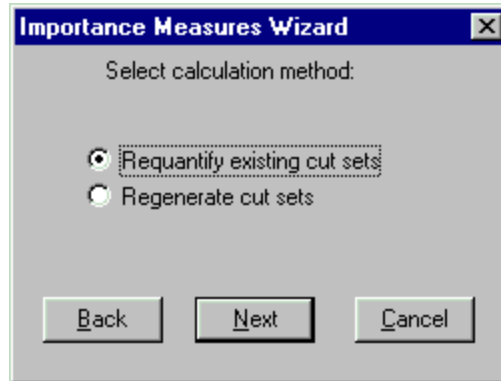 Importance Measures Wizard
Select calculation method:
Requantify existing cut sets
Regenerate cut sets
Back Next Cancel